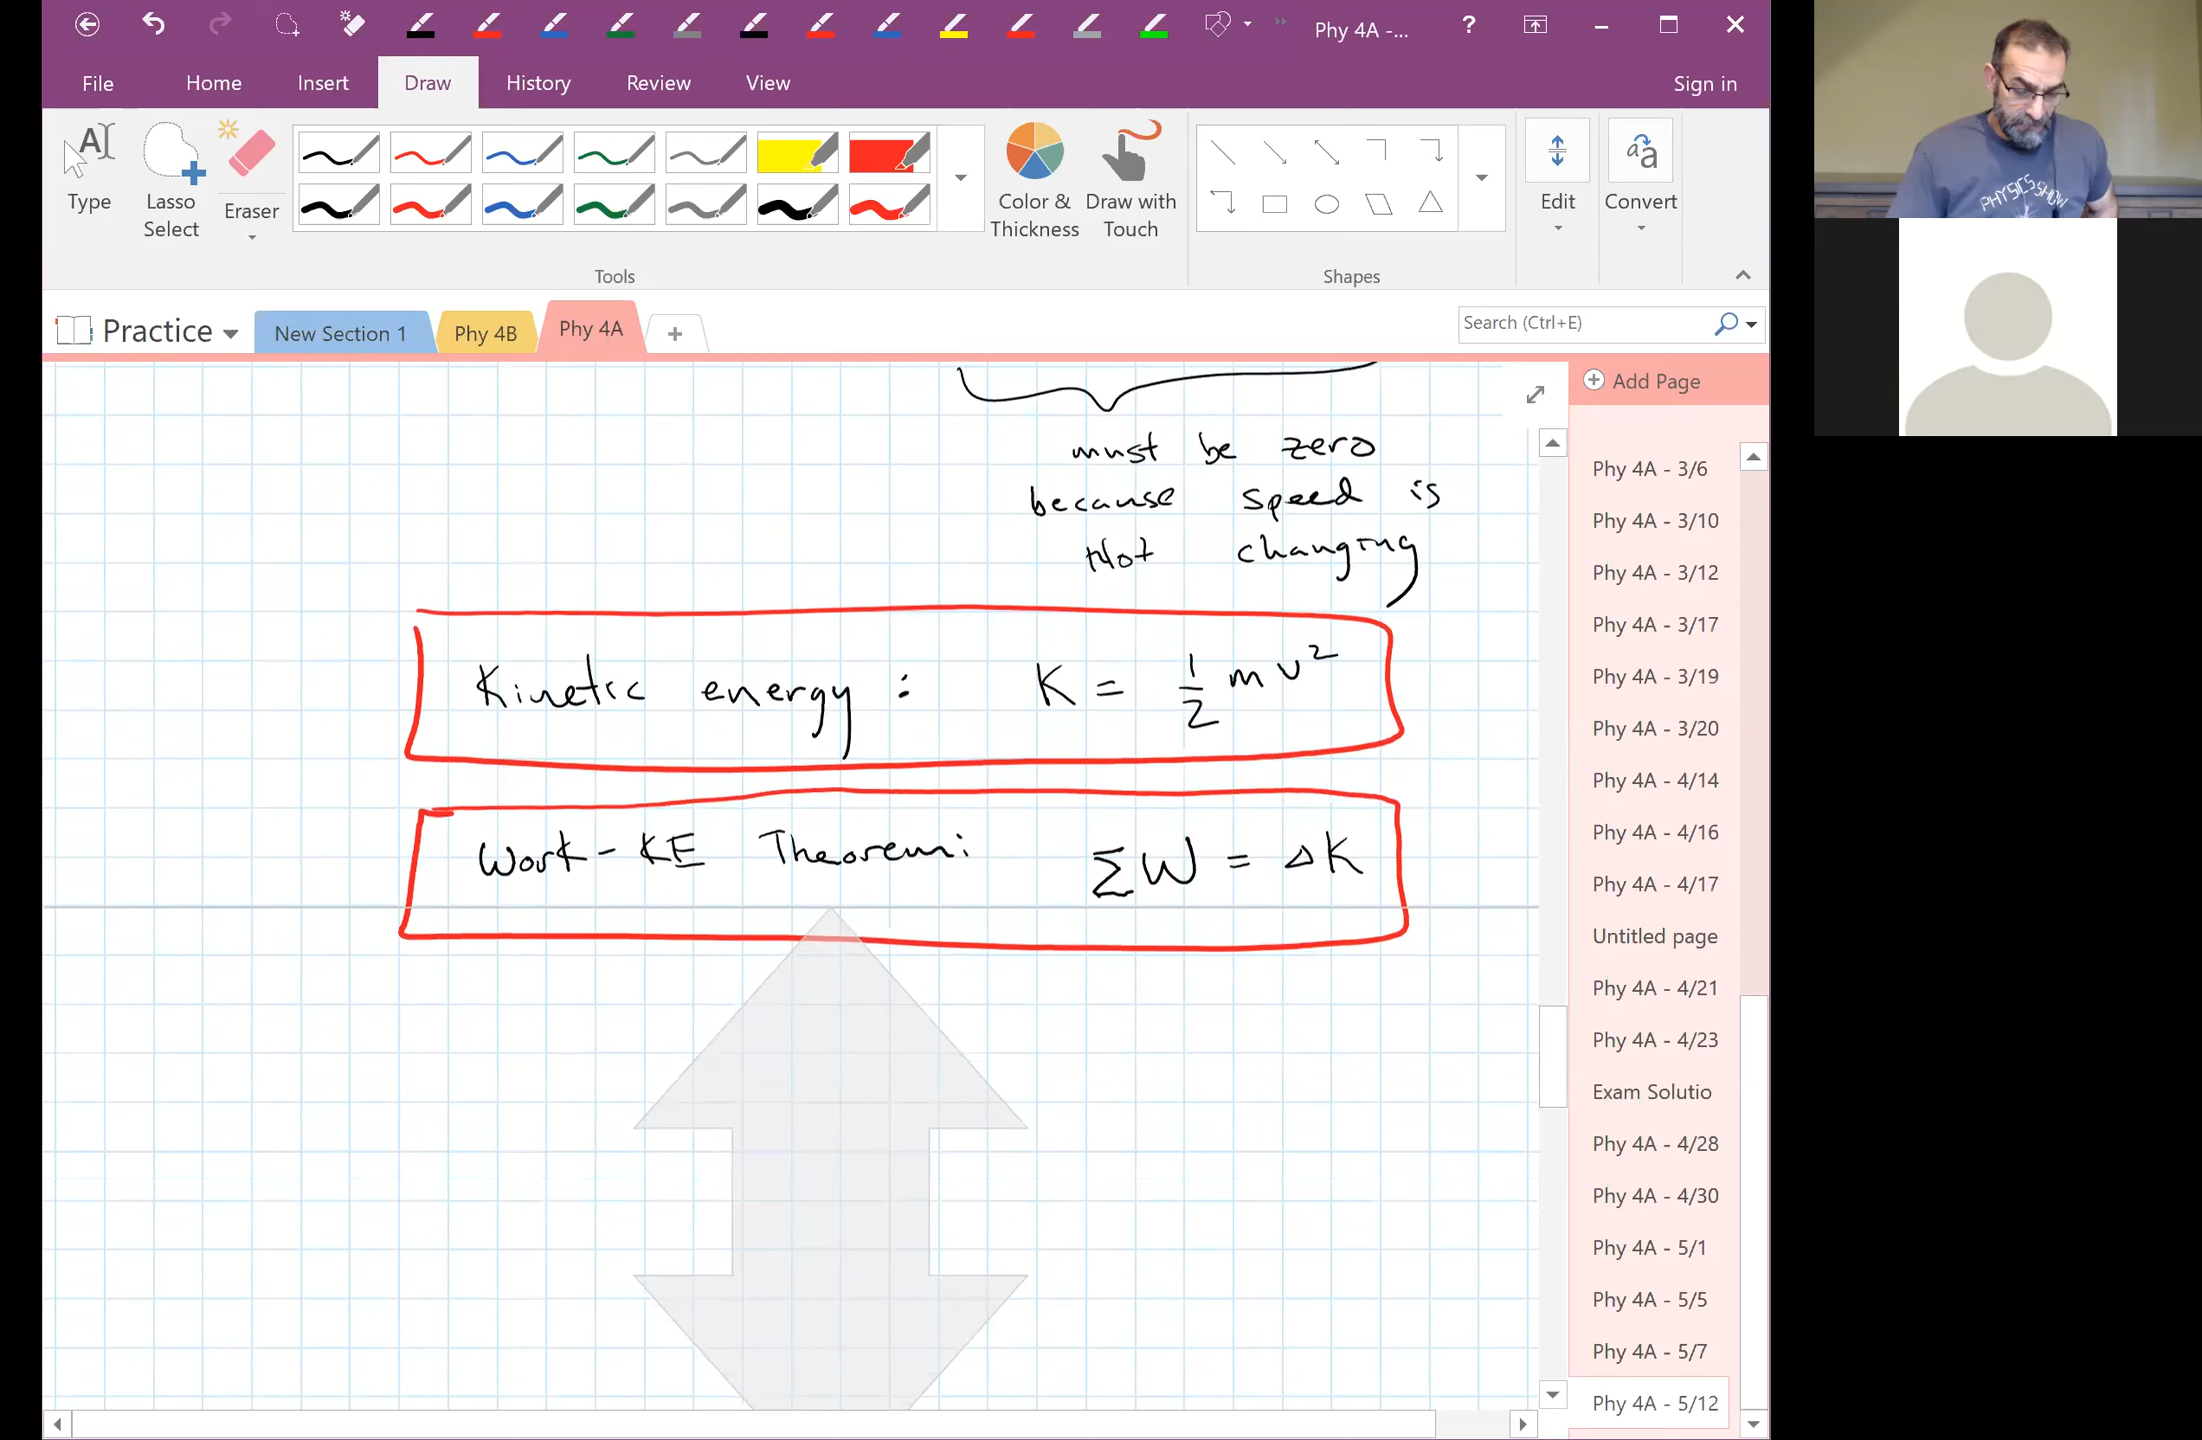 Phy 4A -...
?
File
Home
Insert
Draw
History
Review
View
Sign in
Type
Lasso
Select
Eraser
Color &
Thickness
Draw with
Touch
Edit
Convert
Tools
Shapes
Practice
New Section 1
Phy 4B
Phy 4A
Search (Ctrl+E)
must be zero
because speed is
Not changing
Kinetic energy : K = 1/2 mv²
Work - KE Theorem: ΣW = ΔK
Add Page
Phy 4A - 3/6
Phy 4A - 3/10
Phy 4A - 3/12
Phy 4A - 3/17
Phy 4A - 3/19
Phy 4A - 3/20
Phy 4A - 4/14
Phy 4A - 4/16
Phy 4A - 4/17
Untitled page
Phy 4A - 4/21
Phy 4A - 4/23
Exam Solutio
Phy 4A - 4/28
Phy 4A - 4/30
Phy 4A - 5/1
Phy 4A - 5/5
Phy 4A - 5/7
Phy 4A - 5/12
PHYSICS SHOW